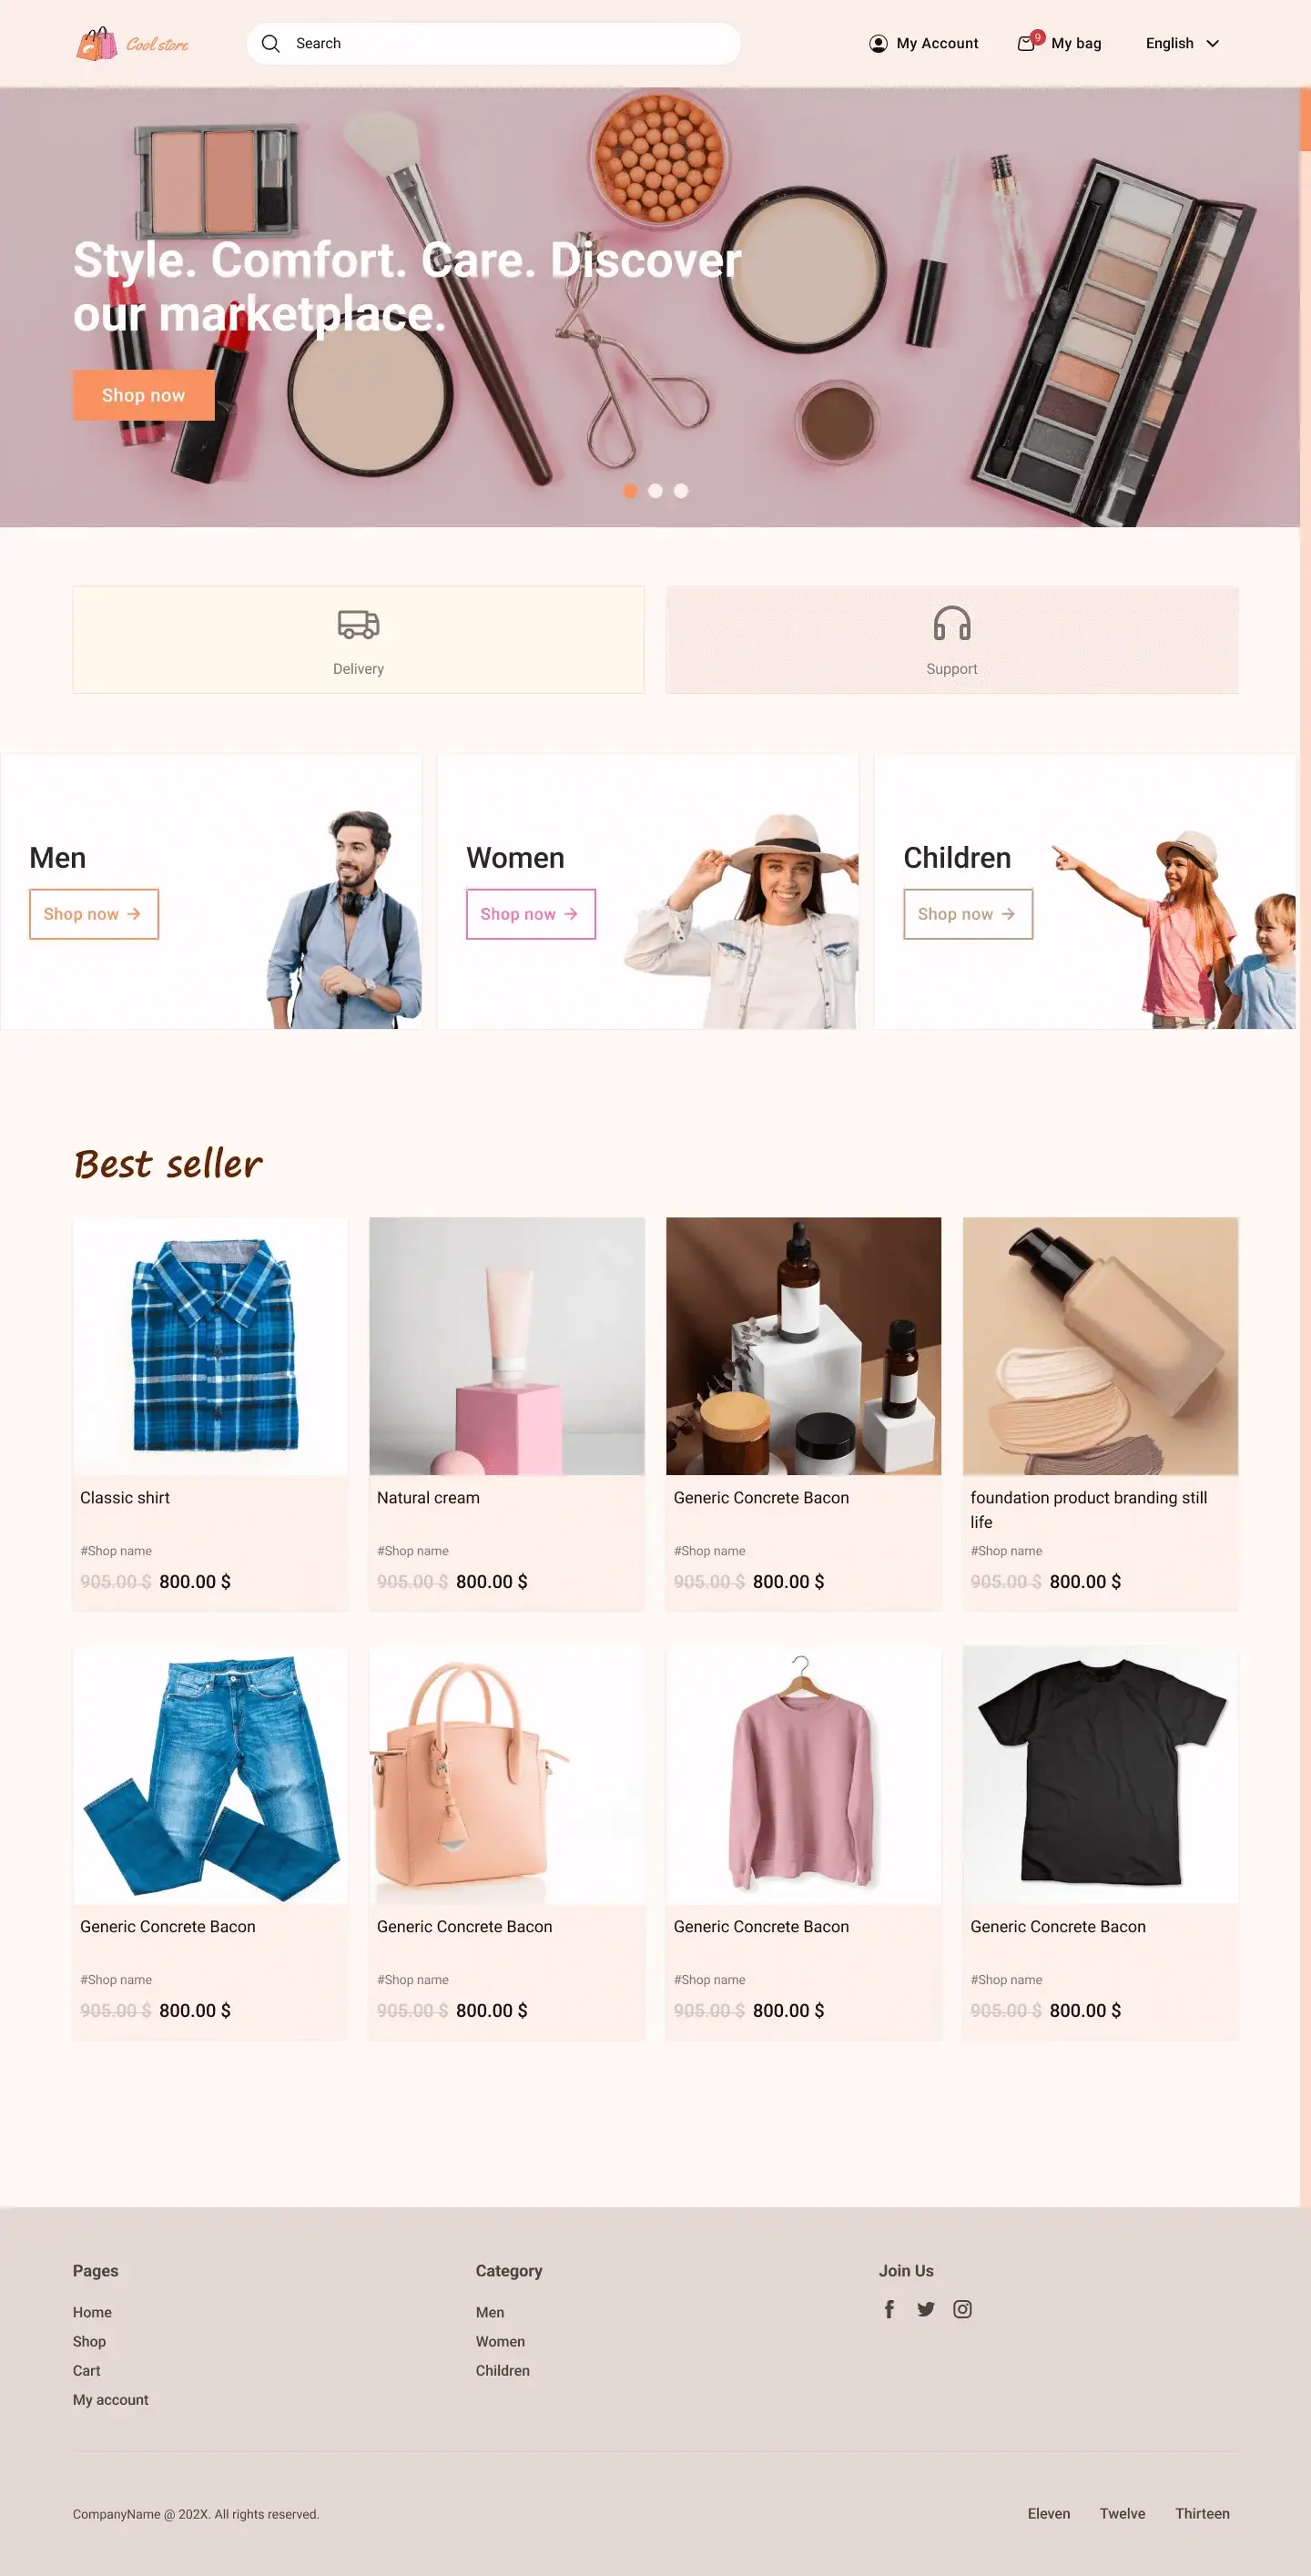 Cool store
Search
My Account
9
My bag
English
Style. Comfort. Care. Discover
our marketplace.
Shop now
Delivery
Support
Men
Shop now
Women
Shop now
Children
Shop now
Best seller
Classic shirt
#Shop name
905.00 $ 800.00 $
Natural cream
#Shop name
905.00 $ 800.00 $
Generic Concrete Bacon
#Shop name
905.00 $ 800.00 $
foundation product branding still
life
#Shop name
905.00 $ 800.00 $
Generic Concrete Bacon
#Shop name
905.00 $ 800.00 $
Generic Concrete Bacon
#Shop name
905.00 $ 800.00 $
Generic Concrete Bacon
#Shop name
905.00 $ 800.00 $
Generic Concrete Bacon
#Shop name
905.00 $ 800.00 $
Pages
Home
Shop
Cart
My account
Category
Men
Women
Children
Join Us
CompanyName @ 202X. All rights reserved.
Eleven
Twelve
Thirteen